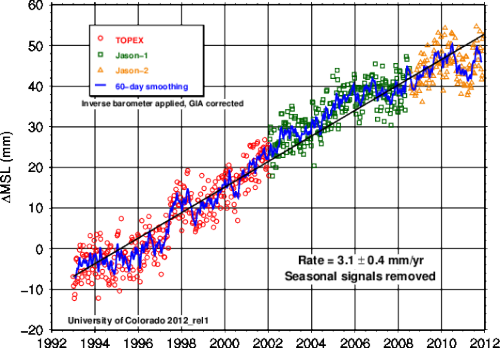 60
50
40
30
20
10
0
−10
−20
ΔMSL (mm)
TOPEX
Jason−1
Jason−2
60−day smoothing
Inverse barometer applied, GIA corrected
Rate = 3.1 ± 0.4 mm/yr
Seasonal signals removed
University of Colorado 2012_rel1
1992 1994 1996 1998 2000 2002 2004 2006 2008 2010 2012